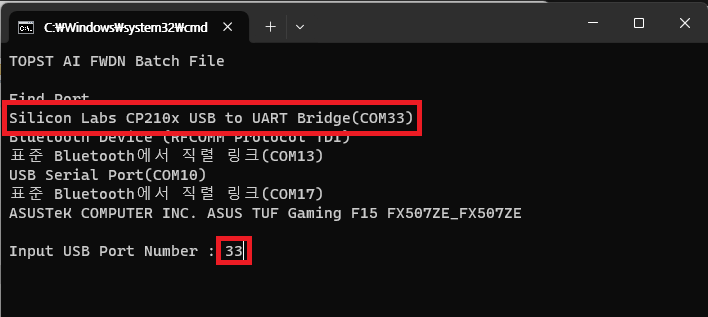 C:₩Windows₩system32₩cmd
TOPST AI FWDN Batch File
Find Port
Silicon Labs CP210x USB to UART Bridge(COM33)
Bluetooth Device (RFCOMM Protocol TDI)
표준 Bluetooth에서 직렬 링크(COM13)
USB Serial Port(COM10)
표준 Bluetooth에서 직렬 링크(COM17)
ASUSTeK COMPUTER INC. ASUS TUF Gaming F15 FX507ZE_FX507ZE
Input USB Port Number : 33